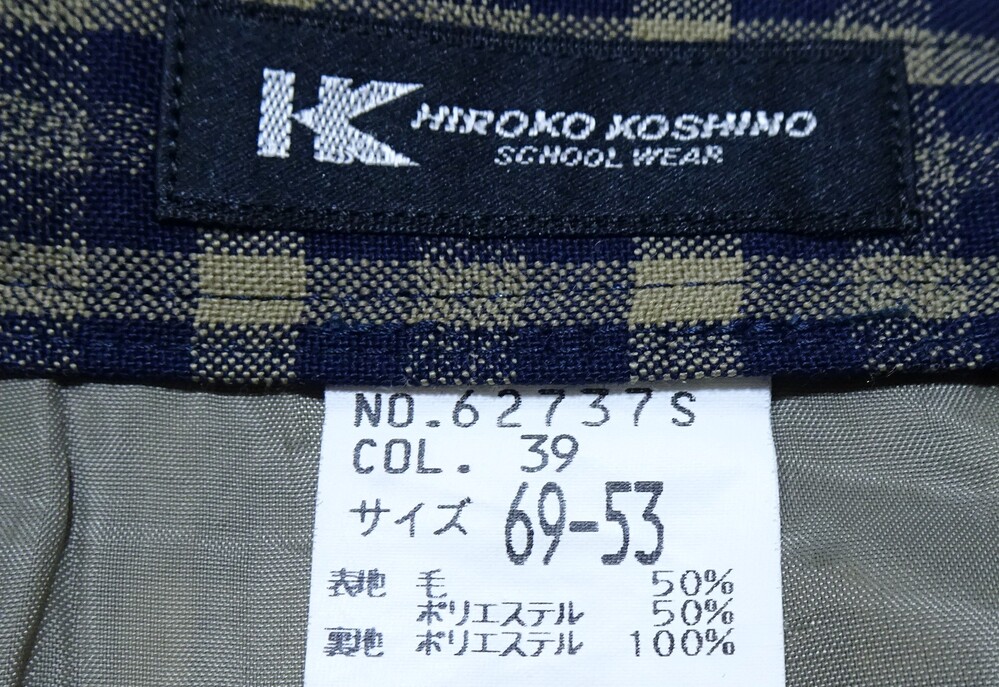 HK HIROKO KOSHINO
SCHOOL WEAR
NO.62737S
COL. 39
サイズ 69-53
表地 毛 50%
ポリエステル 50%
裏地 ポリエステル 100%